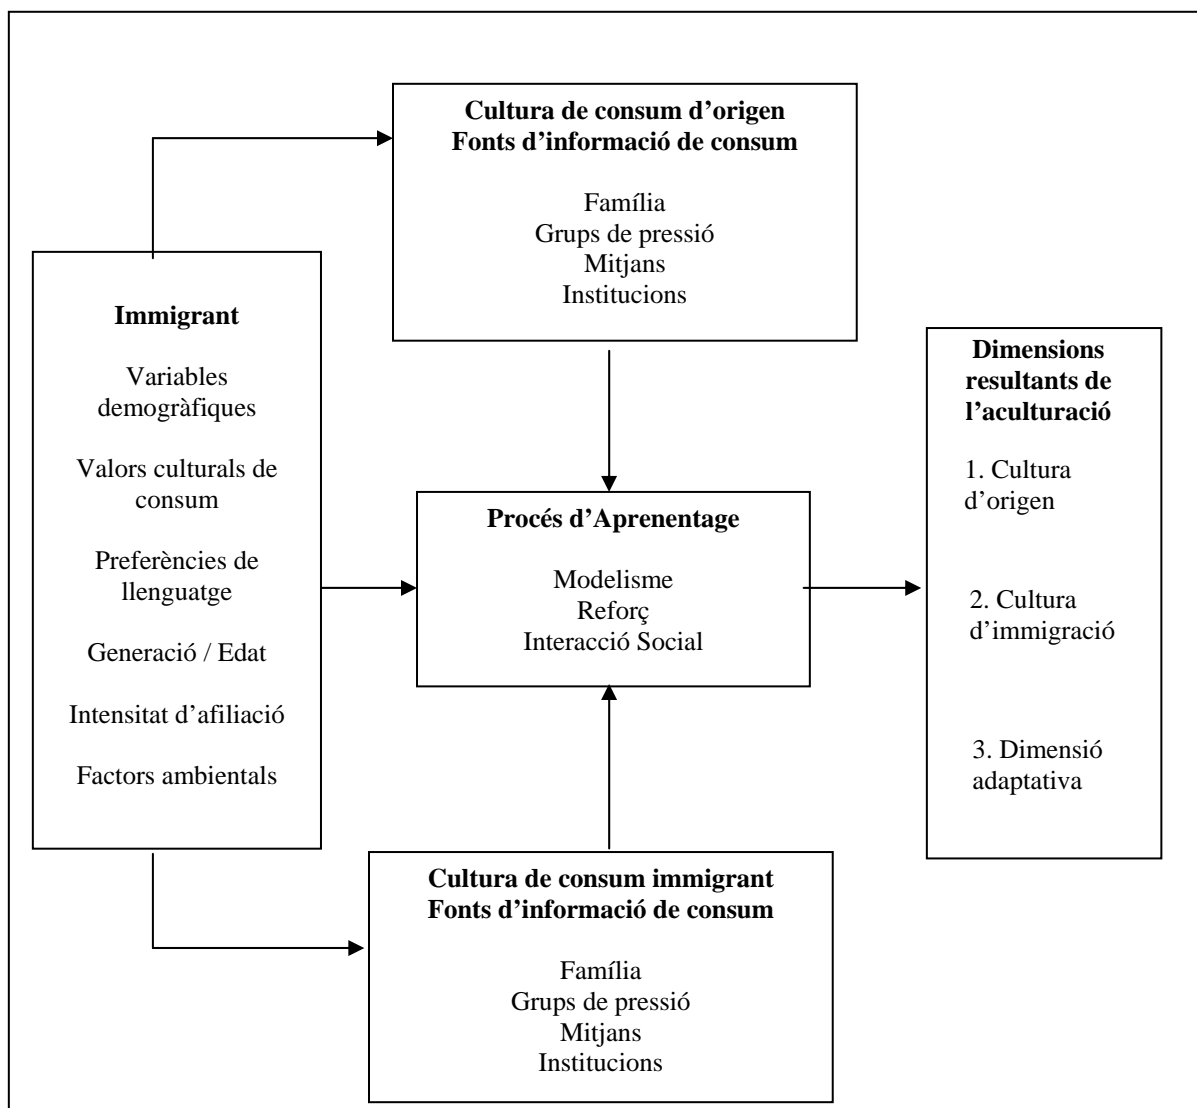 Cultura de consum d’origen
Fonts d’informació de consum
Família
Grups de pressió
Mitjans
Institucions
Immigrant
Variables
demogràfiques
Valors culturals de
consum
Preferències de
llenguatge
Generació / Edat
Intensitat d’afiliació
Factors ambientals
Procés d’Aprenentage
Modelisme
Reforç
Interacció Social
Dimensions
resultants de
l’aculturació
1. Cultura
d’origen
2. Cultura
d’immigració
3. Dimensió
adaptativa
Cultura de consum immigrant
Fonts d’informació de consum
Família
Grups de pressió
Mitjans
Institucions